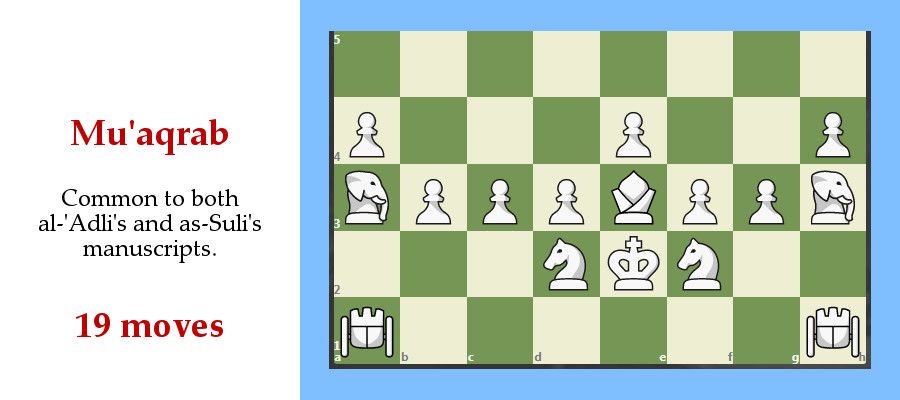 Mu'aqrab
Common to both
al-'Adli's and as-Suli's
manuscripts.
19 moves
5
4
3
2
1
a b c d e f g h